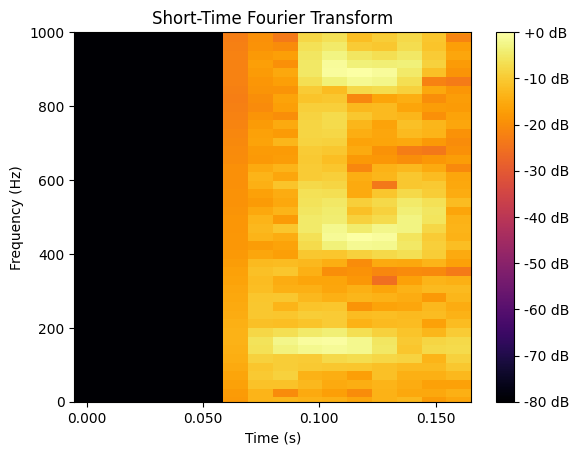 Short-Time Fourier Transform
1000
800
600
400
200
0
Frequency (Hz)
0.000
0.050
0.100
0.150
Time (s)
+0 dB
-10 dB
-20 dB
-30 dB
-40 dB
-50 dB
-60 dB
-70 dB
-80 dB